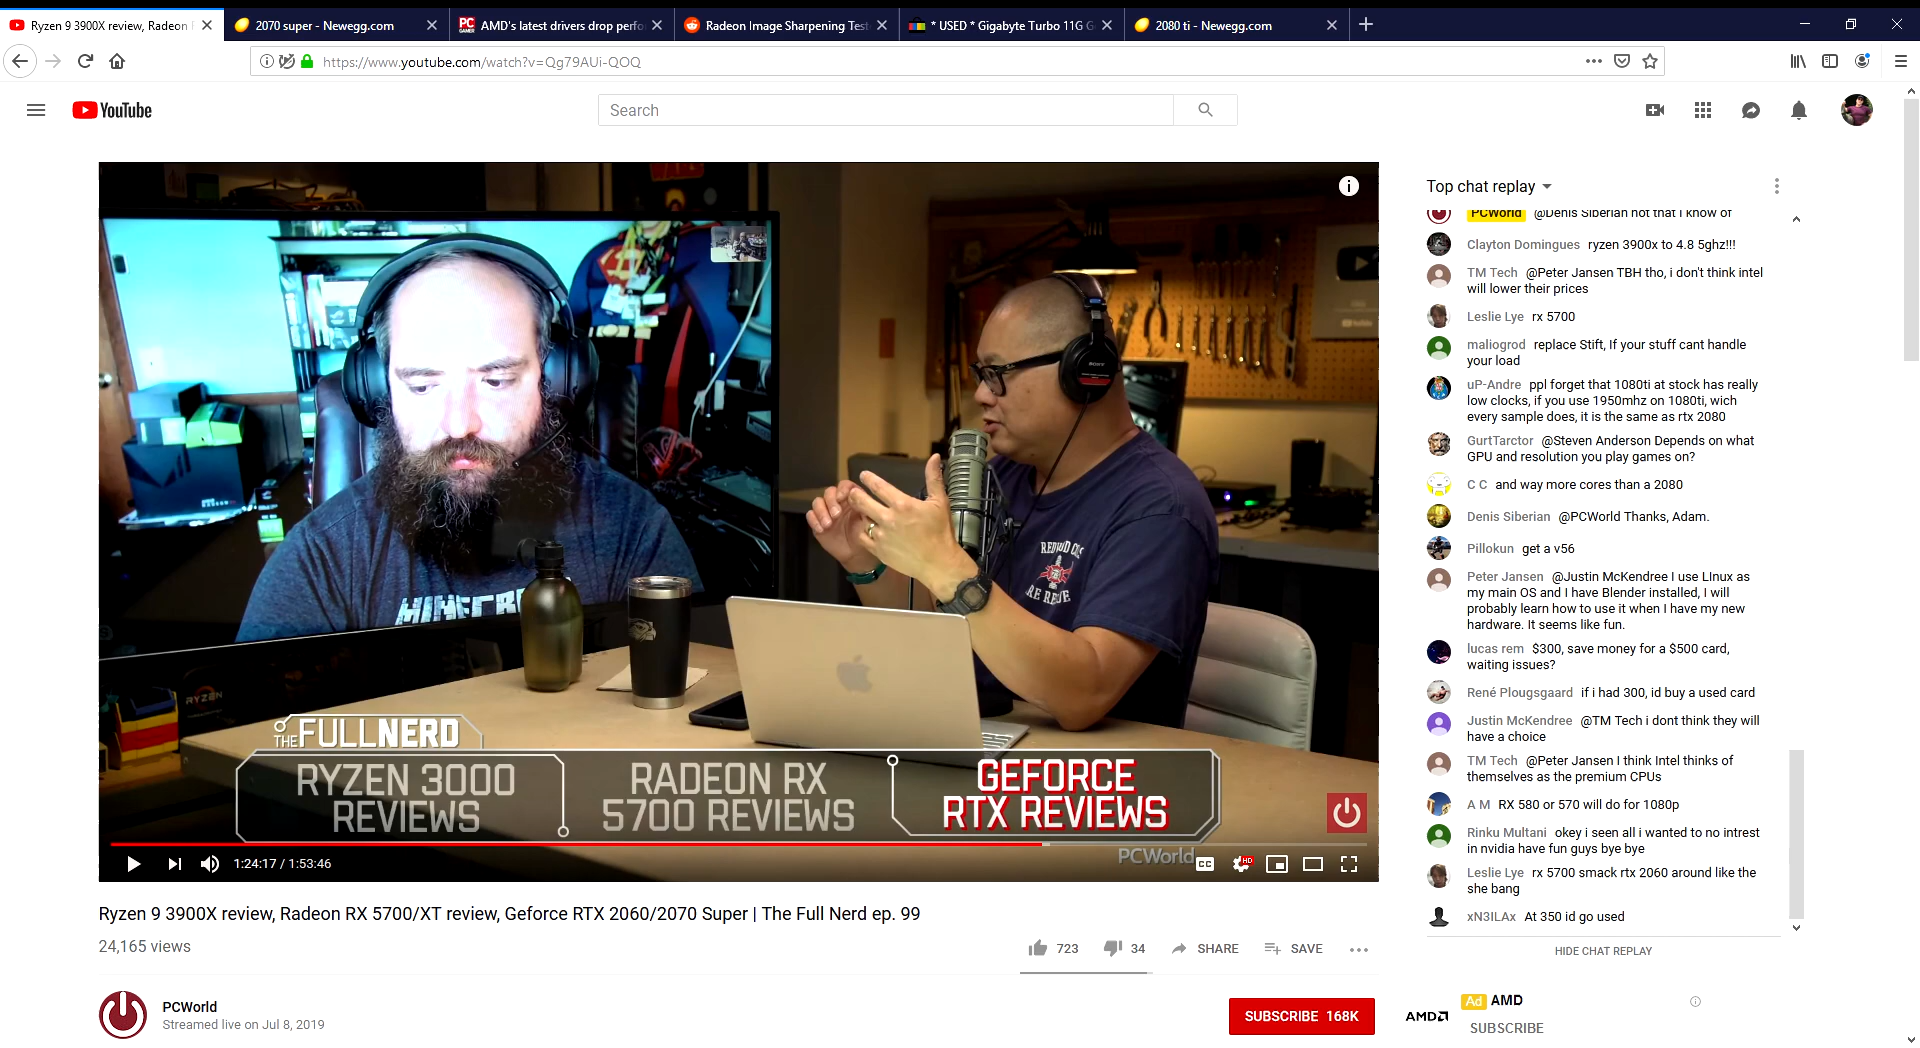 Ryzen 9 3900X review, Radeon
2070 super - Newegg.com
AMD's latest drivers drop perfo
Radeon Image Sharpening Test
* USED * Gigabyte Turbo 11G G
2080 ti - Newegg.com
https://www.youtube.com/watch?v=Qg79AUi-QOQ
YouTube
Search
Top chat replay
PCWorld @Denis Siberian not that I know of
Clayton Domingues ryzen 3900x to 4.8 5ghz!!!
TM Tech @Peter Jansen TBH tho, i don't think intel
will lower their prices
Leslie Lye rx 5700
maliogrod replace Stift, If your stuff cant handle
your load
uP-Andre ppl forget that 1080ti at stock has really
low clocks, if you use 1950mhz on 1080ti, wich
every sample does, it is the same as rtx 2080
GurtTarctor @Steven Anderson Depends on what
GPU and resolution you play games on?
C C and way more cores than a 2080
Denis Siberian @PCWorld Thanks, Adam.
Pillokun get a v56
Peter Jansen @Justin McKendree I use LInux as
my main OS and I have Blender installed, I will
probably learn how to use it when I have my new
hardware. It seems like fun.
lucas rem $300, save money for a $500 card,
waiting issues?
René Plougsgaard if i had 300, id buy a used card
Justin McKendree @TM Tech i dont think they will
have a choice
TM Tech @Peter Jansen I think Intel thinks of
themselves as the premium CPUs
A M RX 580 or 570 will do for 1080p
Rinku Multani okey i seen all i wanted to no intrest
in nvidia have fun guys bye bye
Leslie Lye rx 5700 smack rtx 2060 around like the
she bang
xN3ILAx At 350 id go used
HIDE CHAT REPLAY
SONY
RYZEN
THE FULLNERD
RYZEN 3000
REVIEWS
RADEON RX
5700 REVIEWS
GEFORCE
RTX REVIEWS
PCWorld
1:24:17 / 1:53:46
CC
HD
Ryzen 9 3900X review, Radeon RX 5700/XT review, Geforce RTX 2060/2070 Super | The Full Nerd ep. 99
24,165 views
723
34
SHARE
SAVE
PCWorld
Streamed live on Jul 8, 2019
SUBSCRIBE 168K
AMD
Ad AMD
SUBSCRIBE